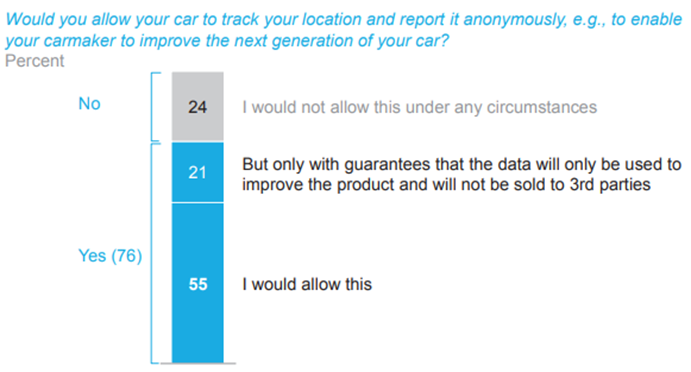 Would you allow your car to track your location and report it anonymously, e.g., to enable
your carmaker to improve the next generation of your car?
Percent
No
24
I would not allow this under any circumstances
21
But only with guarantees that the data will only be used to
improve the product and will not be sold to 3rd parties
Yes (76)
55
I would allow this